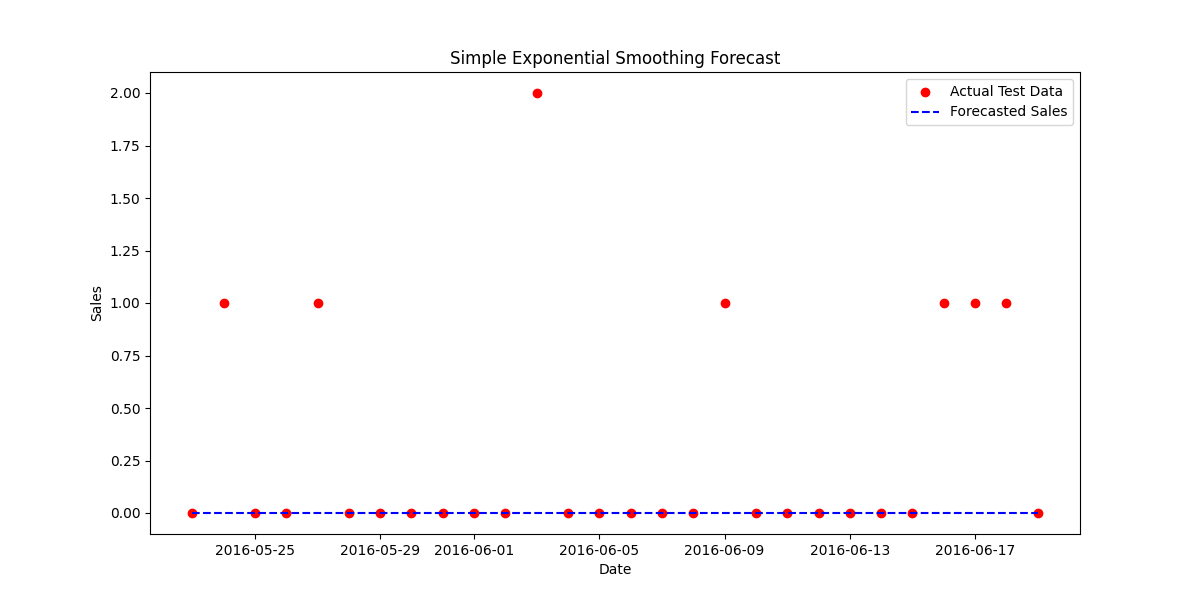 Simple Exponential Smoothing Forecast
Actual Test Data
Forecasted Sales
2.00
1.75
1.50
1.25
1.00
0.75
0.50
0.25
0.00
Sales
2016-05-25 2016-05-29 2016-06-01 2016-06-05 2016-06-09 2016-06-13 2016-06-17
Date